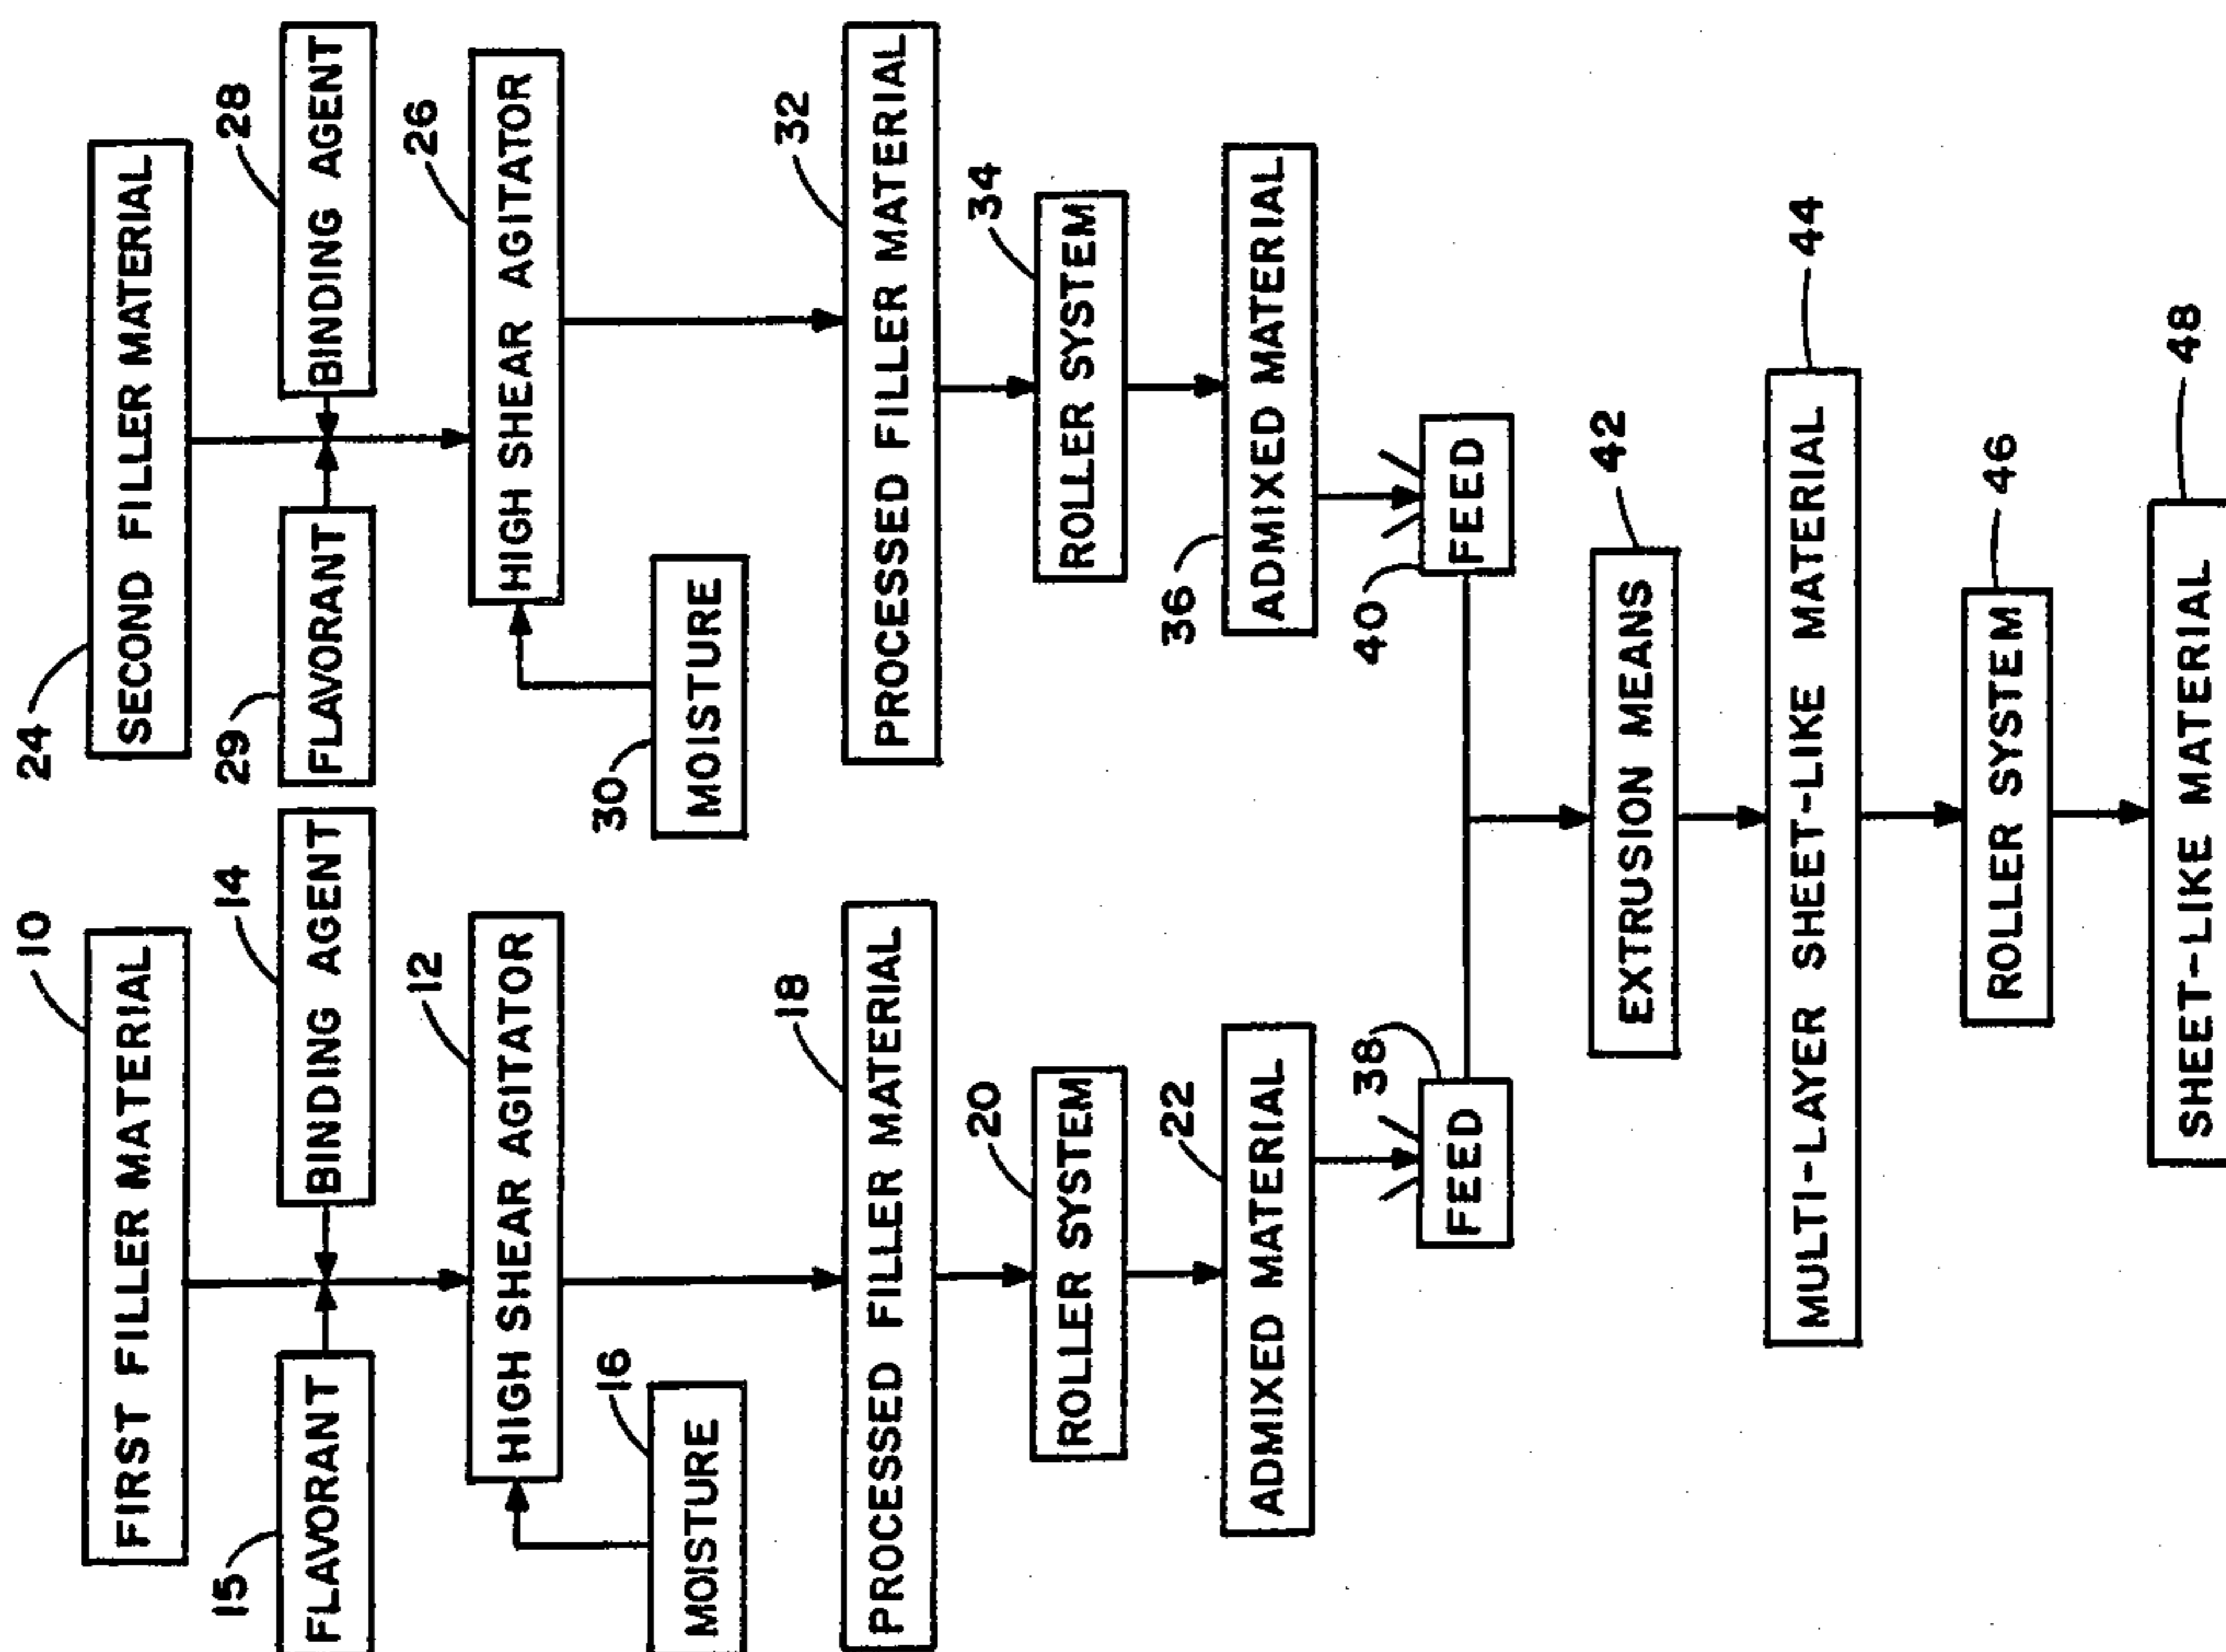 10
FIRST FILLER MATERIAL
24
SECOND FILLER MATERIAL
15
FLAVORANT
14
BINDING AGENT
29
FLAVORANT
28
BINDING AGENT
12
HIGH SHEAR AGITATOR
26
HIGH SHEAR AGITATOR
16
MOISTURE
30
MOISTURE
18
PROCESSED FILLER MATERIAL
32
PROCESSED FILLER MATERIAL
20
ROLLER SYSTEM
34
ROLLER SYSTEM
22
ADMIXED MATERIAL
36
ADMIXED MATERIAL
38
FEED
40
FEED
42
EXTRUSION MEANS
44
MULTI-LAYER SHEET-LIKE MATERIAL
46
ROLLER SYSTEM
48
SHEET-LIKE MATERIAL